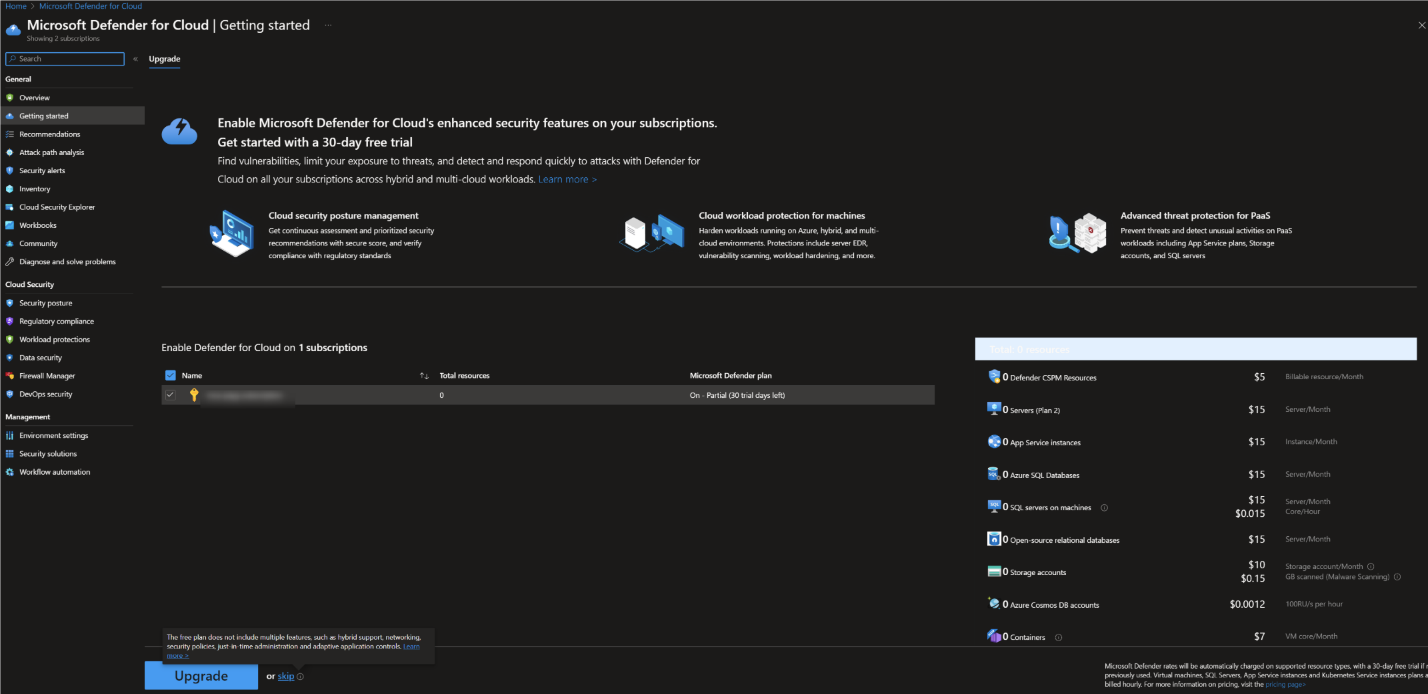 Home > Microsoft Defender for Cloud
Microsoft Defender for Cloud | Getting started ...
Showing 2 subscriptions
Search
«
Upgrade
General
Overview
Getting started
Recommendations
Attack path analysis
Security alerts
Inventory
Cloud Security Explorer
Workbooks
Community
Diagnose and solve problems
Cloud Security
Security posture
Regulatory compliance
Workload protections
Data security
Firewall Manager
DevOps security
Management
Environment settings
Security solutions
Workflow automation
Enable Microsoft Defender for Cloud's enhanced security features on your subscriptions.
Get started with a 30-day free trial
Find vulnerabilities, limit your exposure to threats, and detect and respond quickly to attacks with Defender for
Cloud on all your subscriptions across hybrid and multi-cloud workloads. Learn more >
Cloud security posture management
Get continuous assessment and prioritized security
recommendations with secure score, and verify
compliance with regulatory standards
Cloud workload protection for machines
Harden workloads running on Azure, hybrid, and multi-
cloud environments. Protections include server EDR,
vulnerability scanning, workload hardening, and more.
Advanced threat protection for PaaS
Prevent threats and detect unusual activities on PaaS
workloads including App Service plans, Storage
accounts, and SQL servers
Enable Defender for Cloud on 1 subscriptions
Name Total resources Microsoft Defender plan
0 On - Partial (30 trial days left)
Total: 0 resources
0 Defender CSPM Resources $5 Billable resource/Month
0 Servers (Plan 2) $15 Server/Month
0 App Service instances $15 Instance/Month
0 Azure SQL Databases $15 Server/Month
0 SQL servers on machines $15 Server/Month
$0.015 Core/Hour
0 Open-source relational databases $15 Server/Month
0 Storage accounts $10 Storage account/Month
$0.15 GB scanned (Malware Scanning)
0 Azure Cosmos DB accounts $0.0012 100RU/s per hour
0 Containers $7 VM core/Month
The free plan does not include multiple features, such as hybrid support, networking,
security policies, just-in-time administration and adaptive application controls. Learn
more >
Upgrade or skip
Microsoft Defender rates will be automatically charged on supported resource types, with a 30-day free trial if
previously used. Virtual machines, SQL Servers, App Service instances and Kubernetes Service instances plans
billed hourly. For more information on pricing, visit the pricing page>